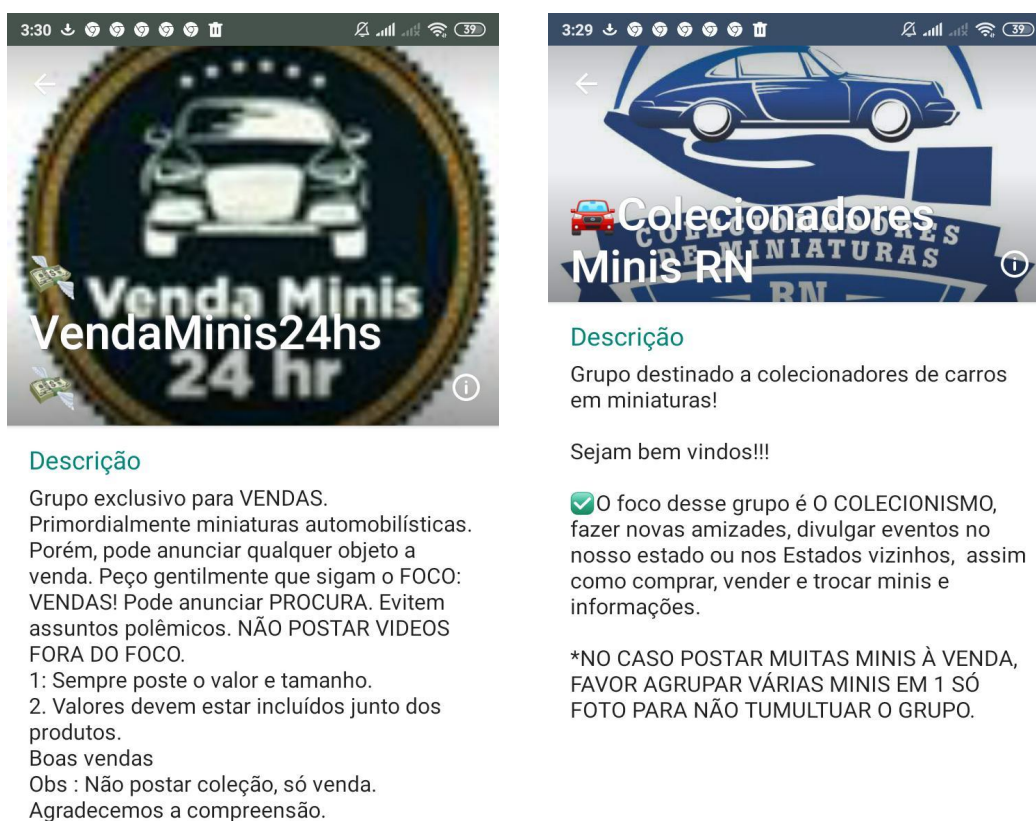 3:30
39
Venda Minis
24 hr
VendaMinis24hs
Descrição
Grupo exclusivo para VENDAS.
Primordialmente miniaturas automobilísticas.
Porém, pode anunciar qualquer objeto a
venda. Peço gentilmente que sigam o FOCO:
VENDAS! Pode anunciar PROCURA. Evitem
assuntos polêmicos. NÃO POSTAR VIDEOS
FORA DO FOCO.
1: Sempre poste o valor e tamanho.
2. Valores devem estar incluídos junto dos
produtos.
Boas vendas
Obs : Não postar coleção, só venda.
Agradecemos a compreensão.
3:29
39
🚘Colecionadores
Minis RN
COLECIONADORES
DE MINIATURAS
RN
Descrição
Grupo destinado a colecionadores de carros
em miniaturas!
Sejam bem vindos!!!
✅O foco desse grupo é O COLECIONISMO,
fazer novas amizades, divulgar eventos no
nosso estado ou nos Estados vizinhos, assim
como comprar, vender e trocar minis e
informações.
*NO CASO POSTAR MUITAS MINIS À VENDA,
FAVOR AGRUPAR VÁRIAS MINIS EM 1 SÓ
FOTO PARA NÃO TUMULTUAR O GRUPO.